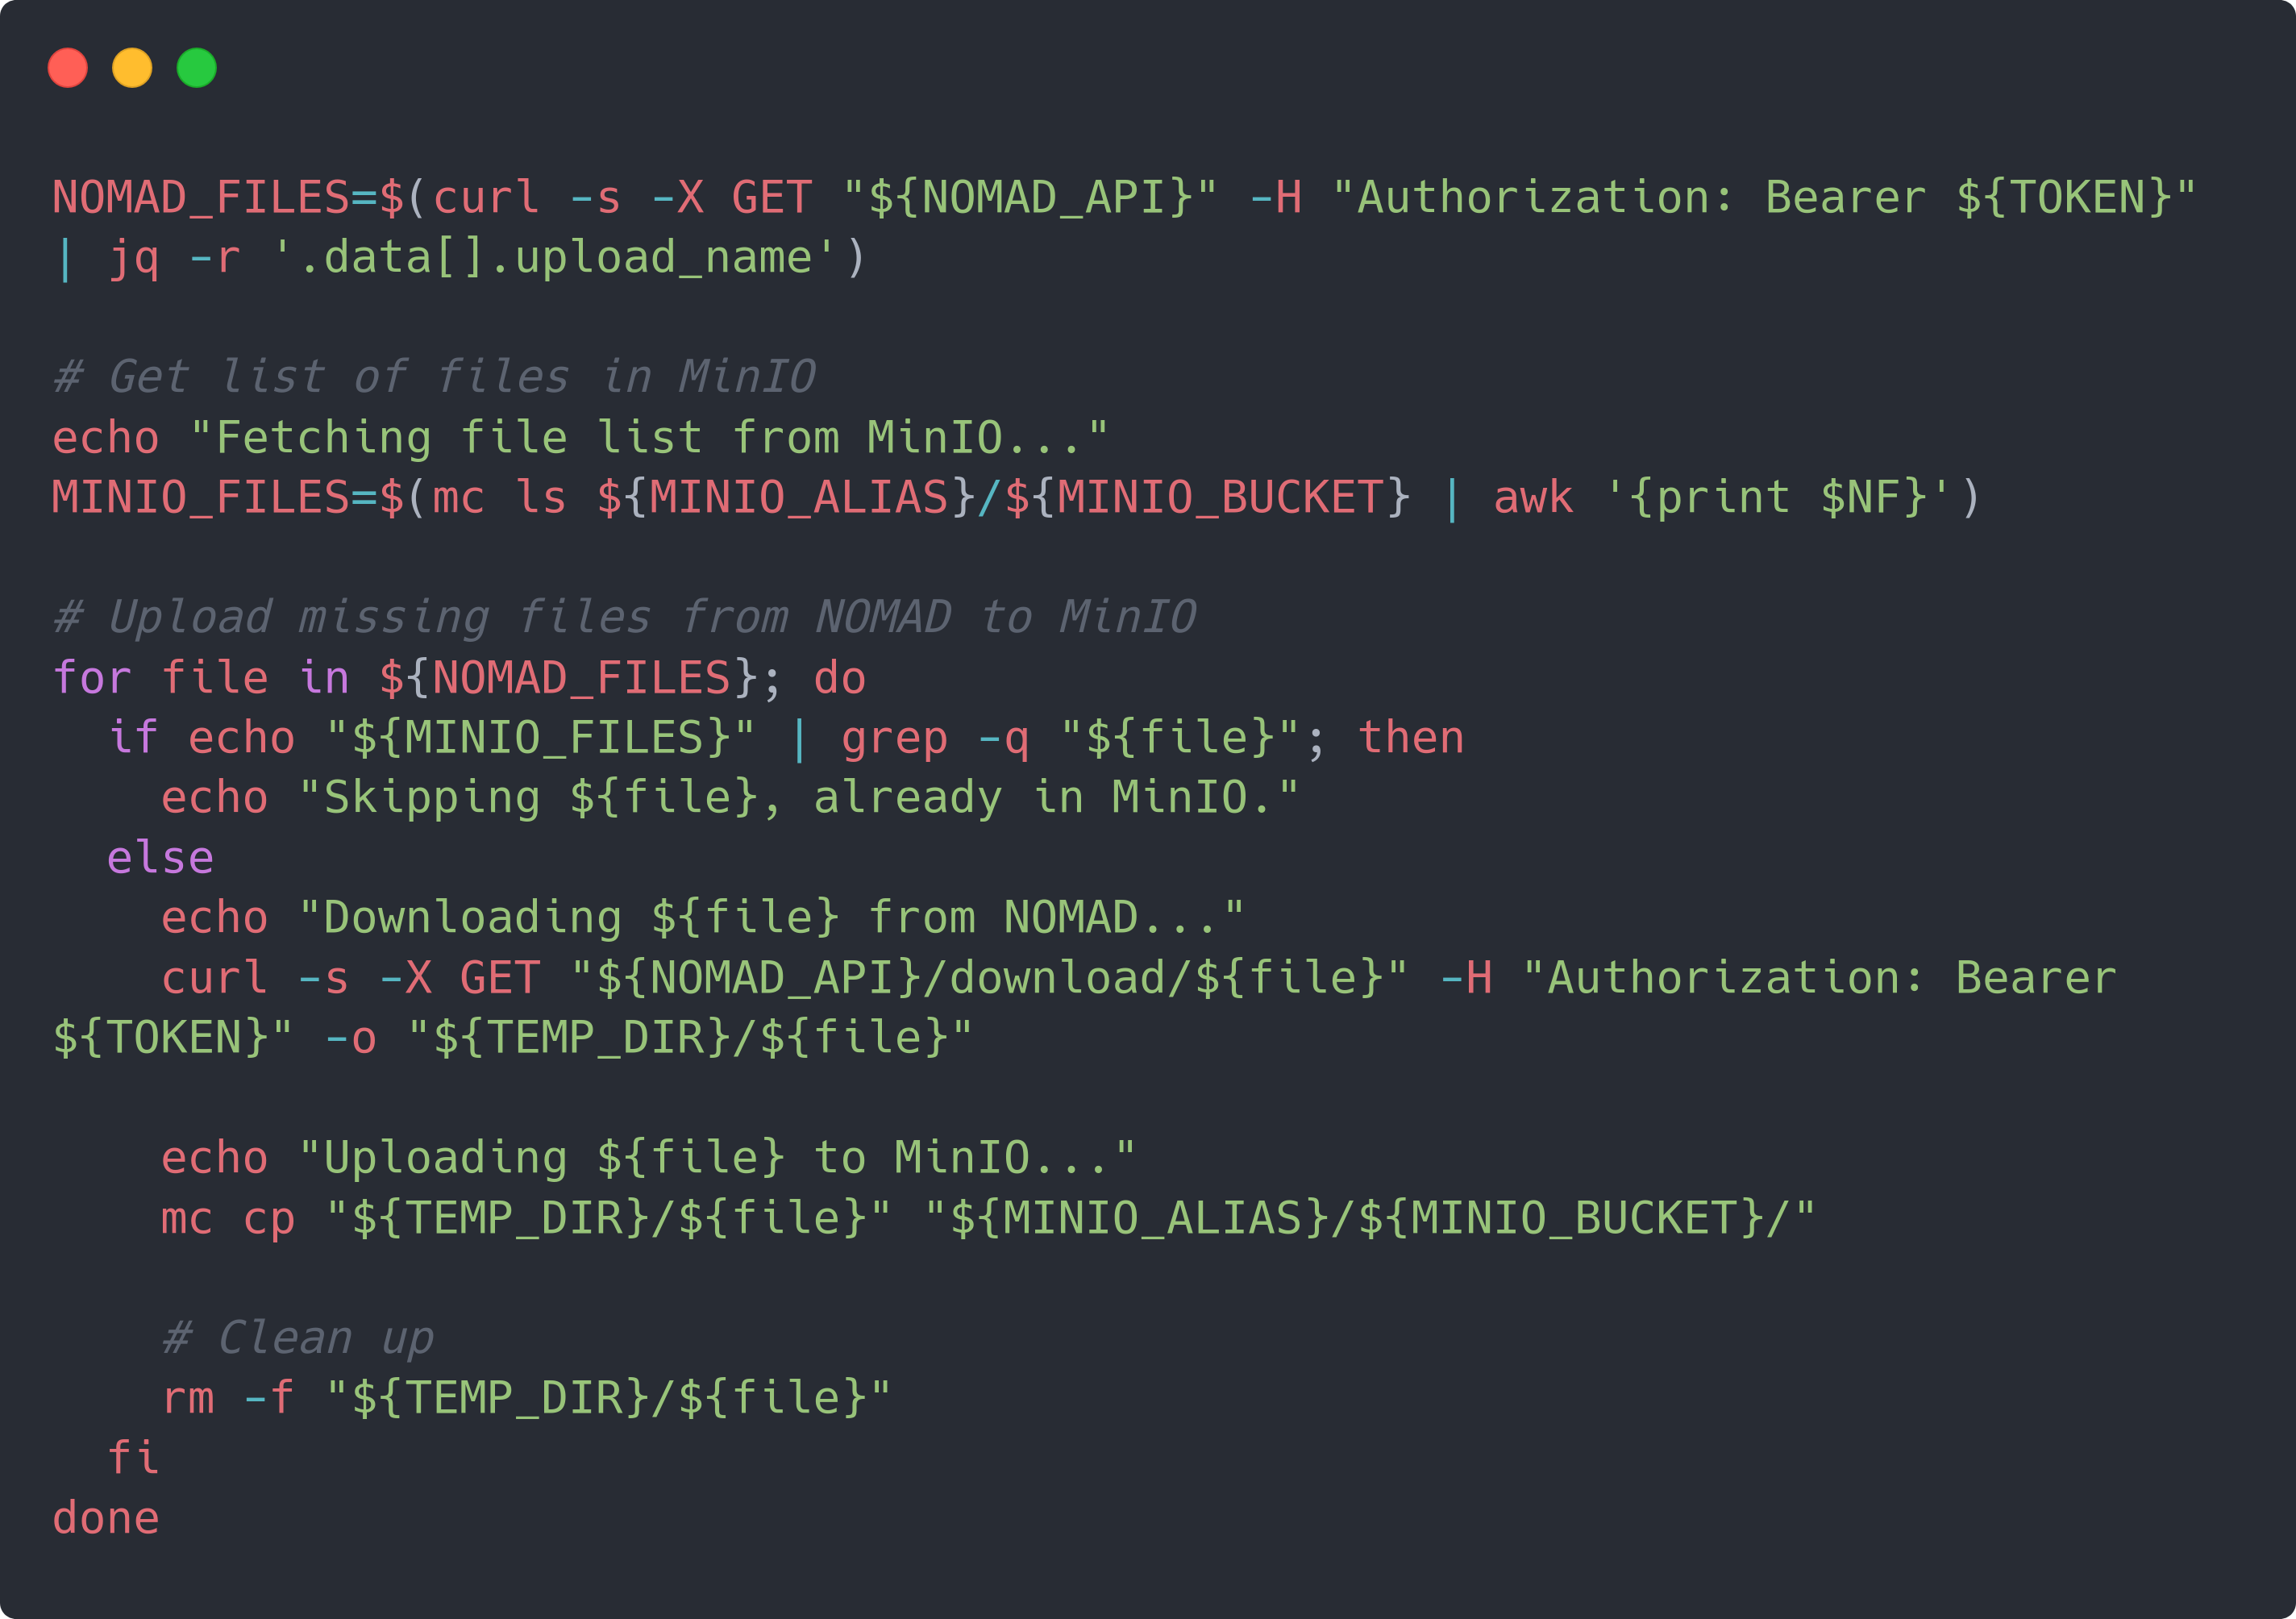 NOMAD_FILES=$(curl -s -X GET "${NOMAD_API}" -H "Authorization: Bearer ${TOKEN}"
| jq -r '.data[].upload_name')
# Get list of files in MinIO
echo "Fetching file list from MinIO..."
MINIO_FILES=$(mc ls ${MINIO_ALIAS}/${MINIO_BUCKET} | awk '{print $NF}')
# Upload missing files from NOMAD to MinIO
for file in ${NOMAD_FILES}; do
  if echo "${MINIO_FILES}" | grep -q "${file}"; then
    echo "Skipping ${file}, already in MinIO."
  else
    echo "Downloading ${file} from NOMAD..."
    curl -s -X GET "${NOMAD_API}/download/${file}" -H "Authorization: Bearer
${TOKEN}" -o "${TEMP_DIR}/${file}"
    echo "Uploading ${file} to MinIO..."
    mc cp "${TEMP_DIR}/${file}" "${MINIO_ALIAS}/${MINIO_BUCKET}/"
    # Clean up
    rm -f "${TEMP_DIR}/${file}"
  fi
done